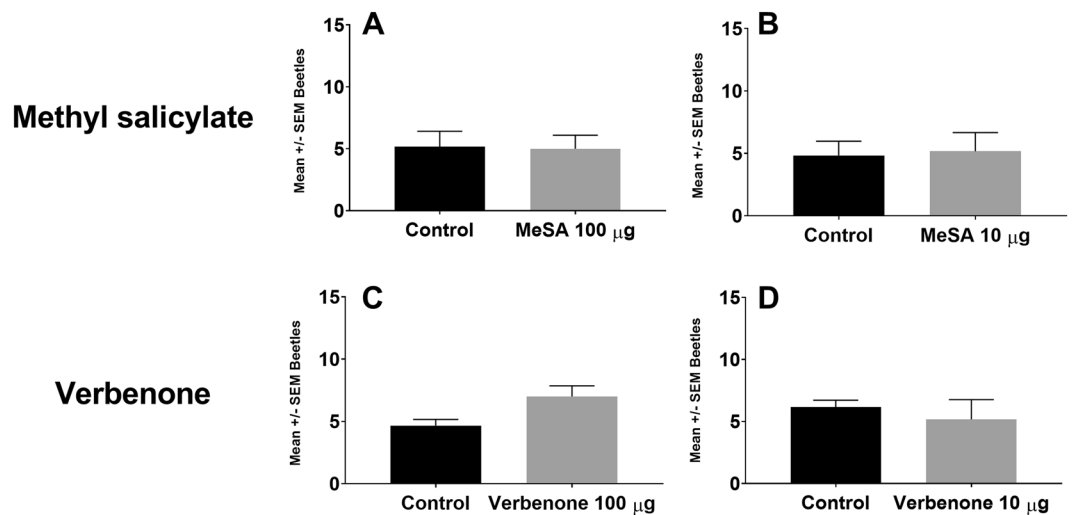 A
B
15
10
5
0
Mean +/- SEM Beetles
Control
MeSA 100 μg
15
10
5
0
Mean +/- SEM Beetles
Control
MeSA 10 μg
Methyl salicylate
C
D
15
10
5
0
Mean +/- SEM Beetles
Control
Verbenone 100 μg
15
10
5
0
Mean +/- SEM Beetles
Control
Verbenone 10 μg
Verbenone